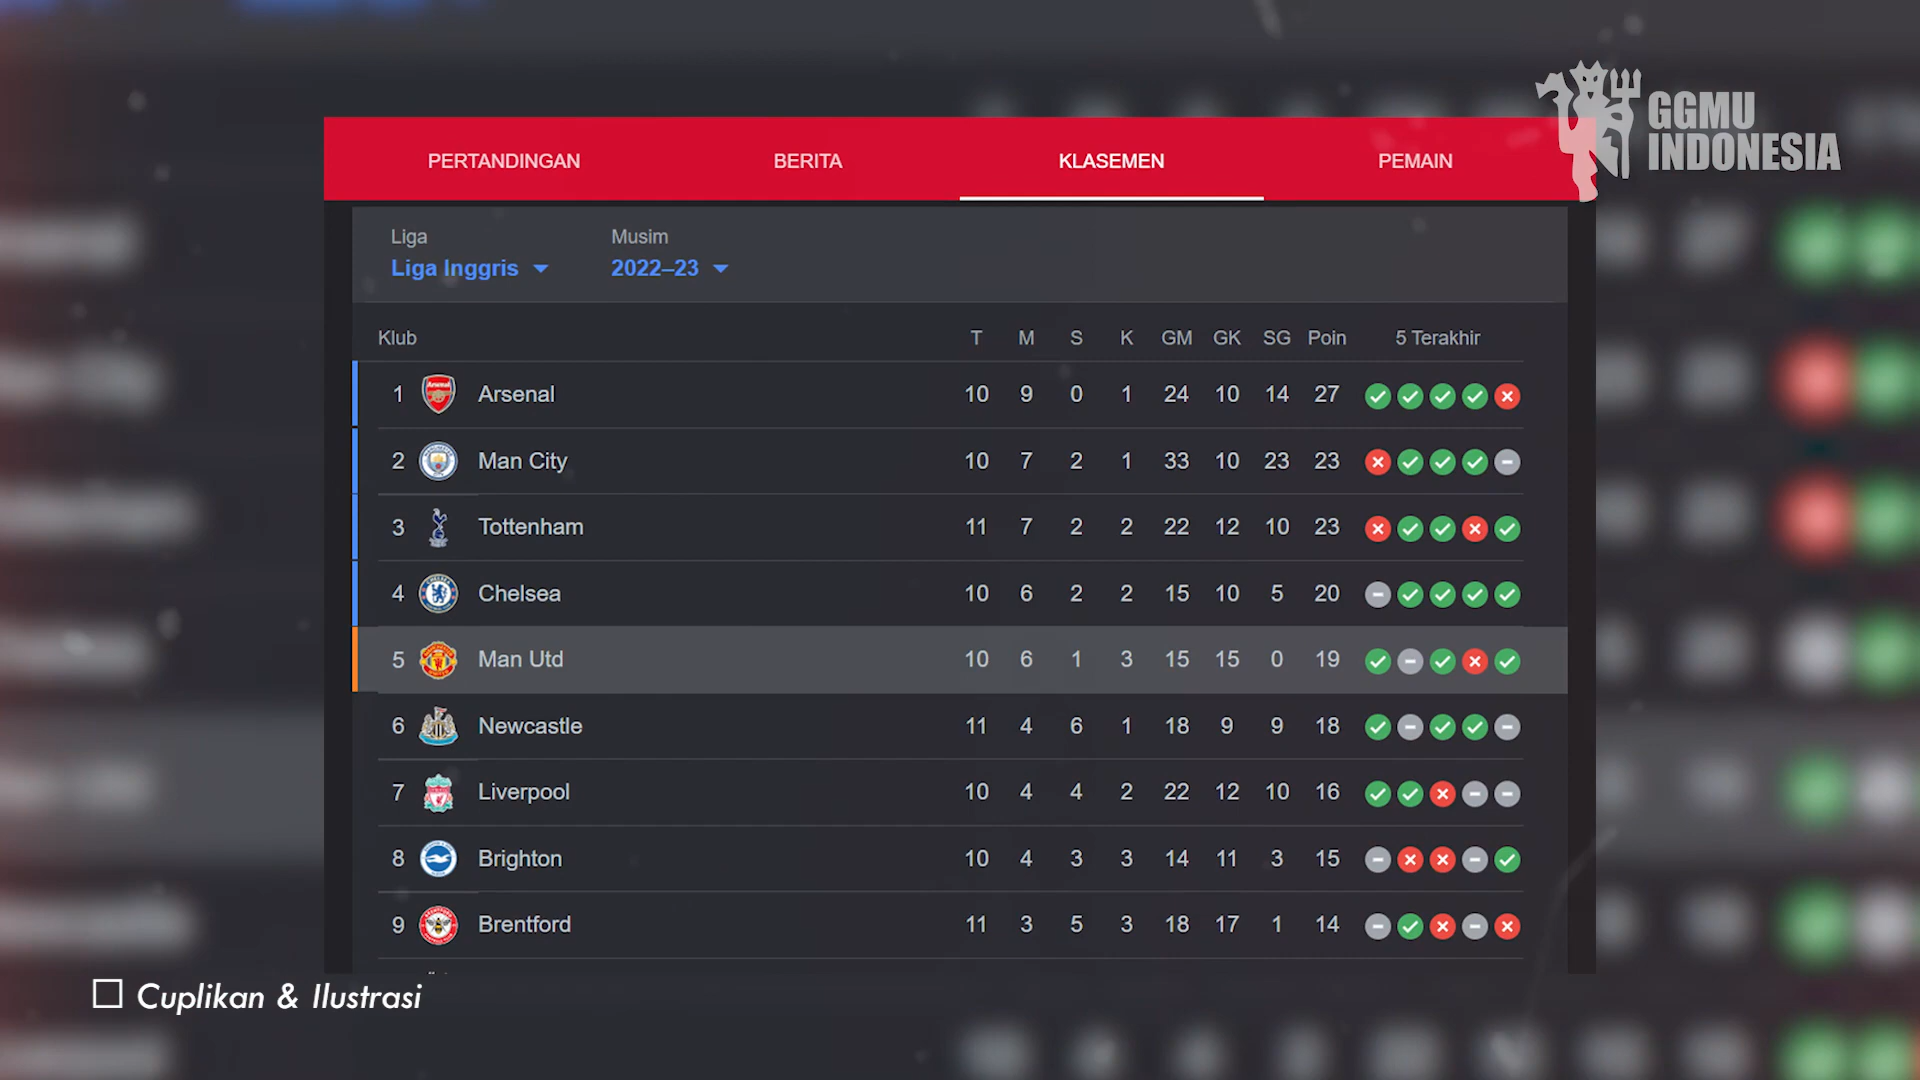 GGMU
INDONESIA
PERTANDINGAN BERITA KLASEMEN PEMAIN
Liga Musim
Liga Inggris 2022–23
Klub T M S K GM GK SG Poin 5 Terakhir
1 Arsenal 10 9 0 1 24 10 14 27
2 Man City 10 7 2 1 33 10 23 23
3 Tottenham 11 7 2 2 22 12 10 23
4 Chelsea 10 6 2 2 15 10 5 20
5 Man Utd 10 6 1 3 15 15 0 19
6 Newcastle 11 4 6 1 18 9 9 18
7 Liverpool 10 4 4 2 22 12 10 16
8 Brighton 10 4 3 3 14 11 3 15
9 Brentford 11 3 5 3 18 17 1 14
Cuplikan & Ilustrasi